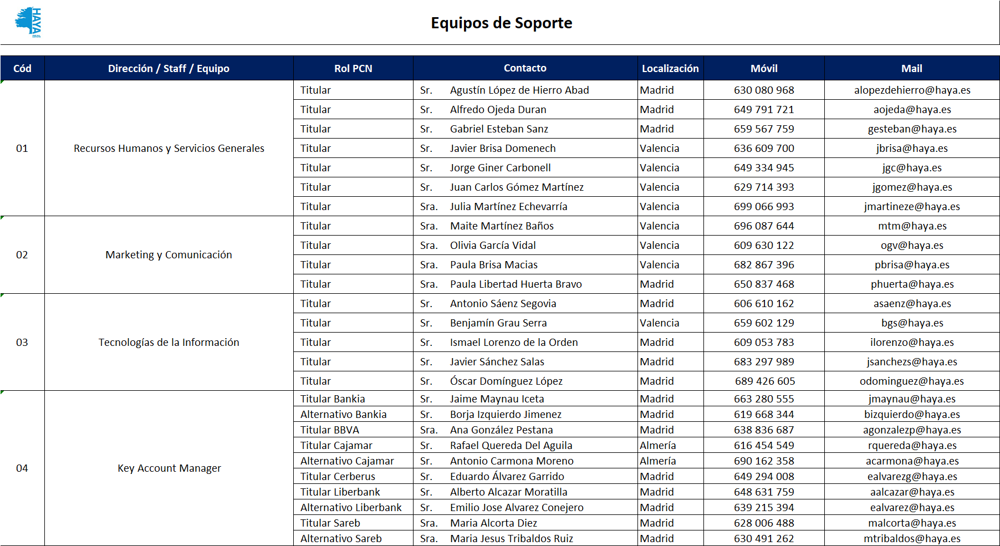 HAYA
Equipos de Soporte
Cód Dirección / Staff / Equipo Rol PCN Contacto Localización Móvil Mail
Titular Sr. Agustín López de Hierro Abad Madrid 630 080 968 alopezdehierro@haya.es
Titular Sr. Alfredo Ojeda Duran Madrid 649 791 721 aojeda@haya.es
Titular Sr. Gabriel Esteban Sanz Madrid 659 567 759 gesteban@haya.es
01 Recursos Humanos y Servicios Generales Titular Sr. Javier Brisa Domenech Valencia 636 609 700 jbrisa@haya.es
Titular Sr. Jorge Giner Carbonell Valencia 649 334 945 jgc@haya.es
Titular Sr. Juan Carlos Gómez Martínez Valencia 629 714 393 jgomez@haya.es
Titular Sra. Julia Martínez Echevarría Valencia 699 066 993 jmartineze@haya.es
Titular Sra. Maite Martínez Baños Valencia 696 087 644 mtm@haya.es
Titular Sra. Olivia García Vidal Valencia 609 630 122 ogv@haya.es
02 Marketing y Comunicación
Titular Sra. Paula Brisa Macias Valencia 682 867 396 pbrisa@haya.es
Titular Sra. Paula Libertad Huerta Bravo Madrid 650 837 468 phuerta@haya.es
Titular Sr. Antonio Sáenz Segovia Madrid 606 610 162 asaenz@haya.es
Titular Sr. Benjamín Grau Serra Valencia 659 602 129 bgs@haya.es
03 Tecnologías de la Información Titular Sr. Ismael Lorenzo de la Orden Madrid 609 053 783 ilorenzo@haya.es
Titular Sr. Javier Sánchez Salas Madrid 683 297 989 jsanchezs@haya.es
Titular Sr. Óscar Domínguez López Madrid 689 426 605 odominguez@haya.es
Titular Bankia Sr. Jaime Maynau Iceta Madrid 663 280 555 jmaynau@haya.es
Alternativo Bankia Sr. Borja Izquierdo Jimenez Madrid 619 668 344 bizquierdo@haya.es
Titular BBVA Sra. Ana González Pestana Madrid 638 836 687 agonzalezp@haya.es
Titular Cajamar Sr. Rafael Quereda Del Aguila Almería 616 454 549 rquereda@haya.es
Alternativo Cajamar Sr. Antonio Carmona Moreno Almería 690 162 358 acarmona@haya.es
04 Key Account Manager
Titular Cerberus Sr. Eduardo Álvarez Garrido Madrid 649 294 008 ealvarezg@haya.es
Titular Liberbank Sr. Alberto Alcazar Moratilla Madrid 648 631 759 aalcazar@haya.es
Alternativo Liberbank Sr. Emilio Jose Alvarez Conejero Madrid 639 215 394 ealvarez@haya.es
Titular Sareb Sra. Maria Alcorta Diez Madrid 628 006 488 malcorta@haya.es
Alternativo Sareb Sra. Maria Jesus Tribaldos Ruiz Madrid 630 491 262 mtribaldos@haya.es